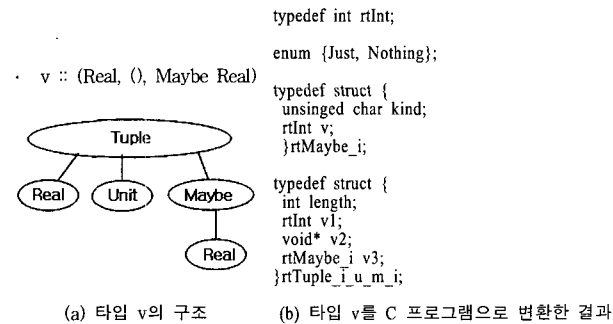 v :: (Real, (), Maybe Real)
Tuple
Real
Unit
Maybe
Real
(a) 타입 v의 구조
typedef int rtInt;
enum {Just, Nothing};
typedef struct {
unsinged char kind;
rtInt v;
}rtMaybe_i;
typedef struct {
int length;
rtInt v1;
void* v2;
rtMaybe_i v3;
}rtTuple_i_u_m_i;
(b) 타입 v를 C 프로그램으로 변환한 결과